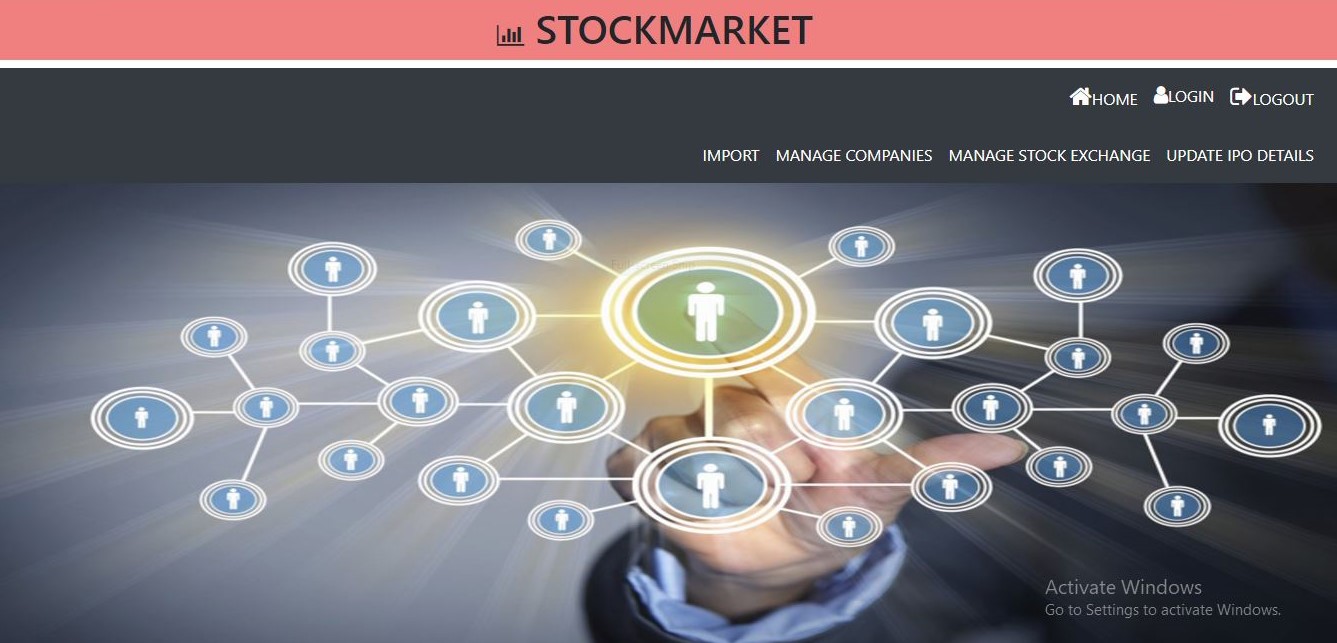 STOCKMARKET
HOME LOGIN LOGOUT
IMPORT MANAGE COMPANIES MANAGE STOCK EXCHANGE UPDATE IPO DETAILS
Activate Windows
Go to Settings to activate Windows.